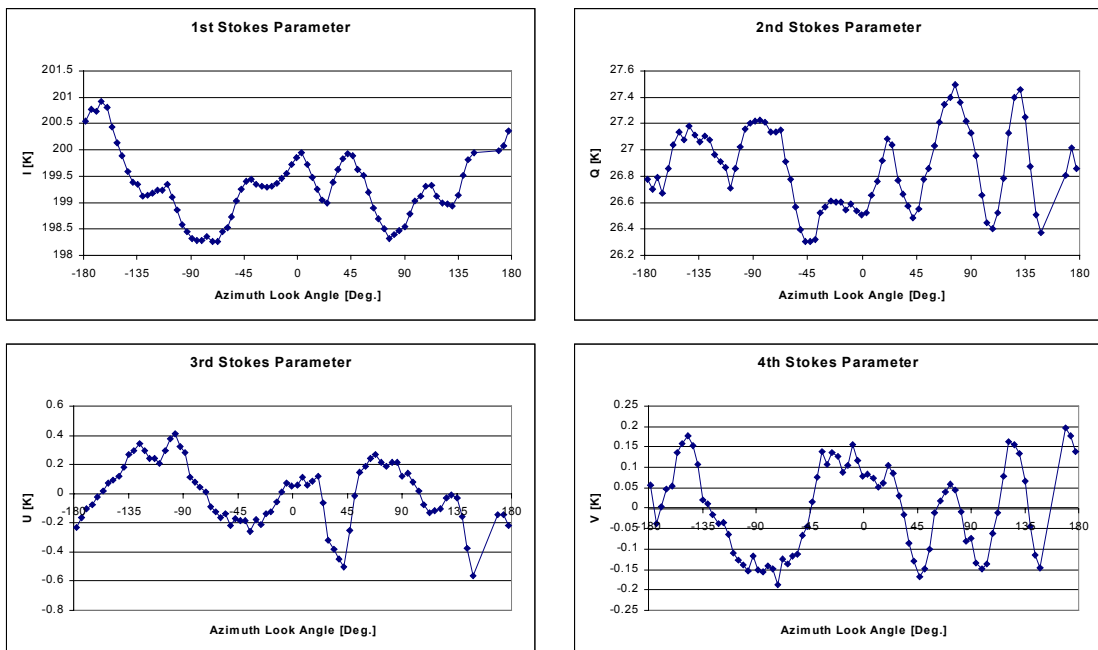 1st Stokes Parameter
201.5
201
200.5
200
199.5
199
198.5
198
I [K]
-180 -135 -90 -45 0 45 90 135 180
Azimuth Look Angle [Deg.]
2nd Stokes Parameter
27.6
27.4
27.2
27
26.8
26.6
26.4
26.2
Q [K]
-180 -135 -90 -45 0 45 90 135 180
Azimuth Look Angle [Deg.]
3rd Stokes Parameter
0.6
0.4
0.2
0
-0.2
-0.4
-0.6
-0.8
U [K]
-180 -135 -90 -45 0 45 90 135 180
Azimuth Look Angle [Deg.]
4th Stokes Parameter
0.25
0.2
0.15
0.1
0.05
0
-0.05
-0.1
-0.15
-0.2
-0.25
V [K]
-180 -135 -90 -45 0 45 90 135 180
Azimuth Look Angle [Deg.]